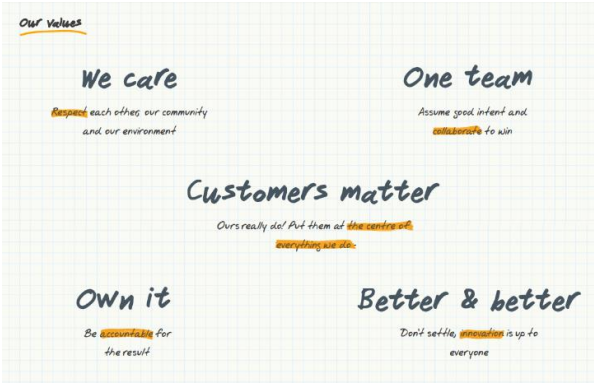 Our values
We care
Respect each other, our community
and our environment
One team
Assume good intent and
collaborate to win
Customers matter
Ours really do! Put them at the centre of
everything we do -
Own it
Be accountable for
the result
Better & better
Don't settle, innovation is up to
everyone